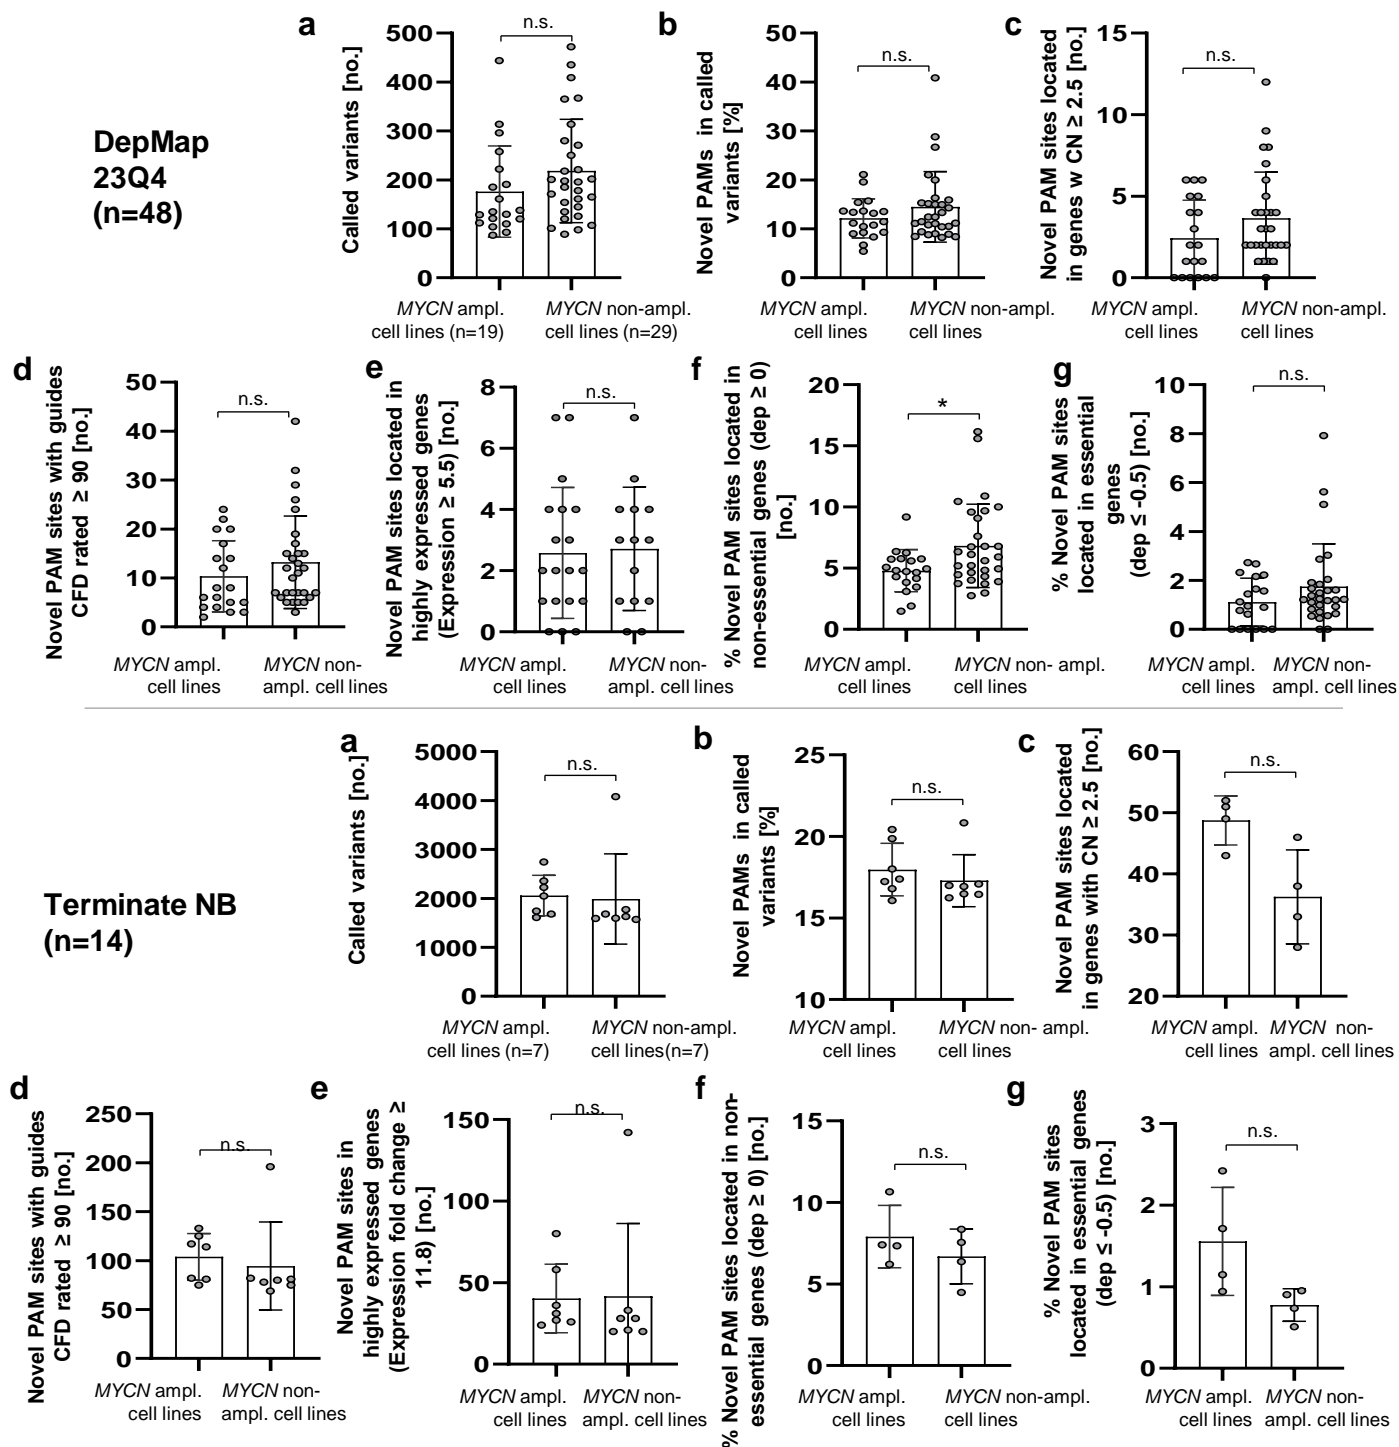 DepMap
23Q4
(n=48)
a
Called variants [no.]
500
400
300
200
100
0
n.s.
MYCN ampl.
cell lines (n=19)
MYCN non-ampl.
cell lines (n=29)
b
Novel PAMs in called
variants [%]
50
40
30
20
10
0
n.s.
MYCN ampl.
cell lines
MYCN non-ampl.
cell lines
c
Novel PAM sites located
in genes w CN ≥ 2.5 [no.]
15
10
5
0
n.s.
MYCN ampl.
cell lines
MYCN non-ampl.
cell lines
d
Novel PAM sites with guides
CFD rated ≥ 90 [no.]
50
40
30
20
10
0
n.s.
MYCN ampl.
cell lines
MYCN non-
ampl. cell lines
e
Novel PAM sites located in
highly expressed genes
(Expression ≥ 5.5) [no.]
8
6
4
2
0
n.s.
MYCN ampl.
cell lines
MYCN non-
ampl. cell lines
f
% Novel PAM sites located in
non-essential genes (dep ≥ 0)
[no.]
20
15
10
5
0
*
MYCN ampl.
cell lines
MYCN non- ampl.
cell lines
g
% Novel PAM sites
located in essential
genes
(dep ≤ -0.5) [no.]
10
8
6
4
2
0
n.s.
MYCN ampl.
cell lines
MYCN non-
ampl. cell lines
Terminate NB
(n=14)
a
Called variants [no.]
5000
4000
3000
2000
1000
0
n.s.
MYCN ampl.
cell lines (n=7)
MYCN non-ampl.
cell lines(n=7)
b
Novel PAMs in called
variants [%]
25
20
15
10
n.s.
MYCN ampl.
cell lines
MYCN non- ampl.
cell lines
c
Novel PAM sites located
in genes with CN ≥ 2.5 [no.]
60
50
40
30
20
n.s.
MYCN ampl.
cell lines
MYCN non-
ampl. cell lines
d
Novel PAM sites with guides
CFD rated ≥ 90 [no.]
250
200
150
100
50
0
n.s.
MYCN ampl.
cell lines
MYCN non-
ampl. cell lines
e
Novel PAM sites in
highly expressed genes
(Expression fold change ≥
11.8) [no.]
150
100
50
0
n.s.
MYCN ampl.
cell lines
MYCN non-
ampl. cell lines
f
% Novel PAM sites located in non-
essential genes (dep ≥ 0) [no.]
15
10
5
0
n.s.
MYCN ampl.
cell lines
MYCN non-ampl.
cell lines
g
% Novel PAM sites
located in essential genes
(dep ≤ -0.5) [no.]
3
2
1
0
n.s.
MYCN ampl.
cell lines
MYCN non-
ampl. cell lines